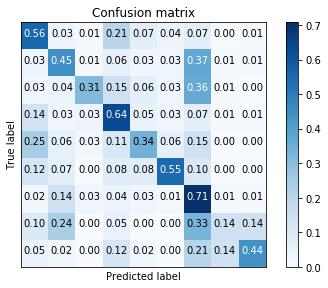 Confusion matrix
0.56 0.03 0.01 0.21 0.07 0.04 0.07 0.00 0.01
0.03 0.45 0.01 0.06 0.03 0.03 0.37 0.01 0.01
0.03 0.04 0.31 0.15 0.06 0.03 0.36 0.01 0.00
0.14 0.03 0.03 0.64 0.05 0.03 0.07 0.01 0.01
0.25 0.06 0.03 0.11 0.34 0.06 0.15 0.00 0.00
0.12 0.07 0.00 0.08 0.08 0.55 0.10 0.00 0.00
0.02 0.14 0.03 0.04 0.03 0.01 0.71 0.01 0.01
0.10 0.24 0.00 0.05 0.00 0.00 0.33 0.14 0.14
0.05 0.02 0.00 0.12 0.02 0.00 0.21 0.14 0.44
True label
Predicted label
0.7
0.6
0.5
0.4
0.3
0.2
0.1
0.0